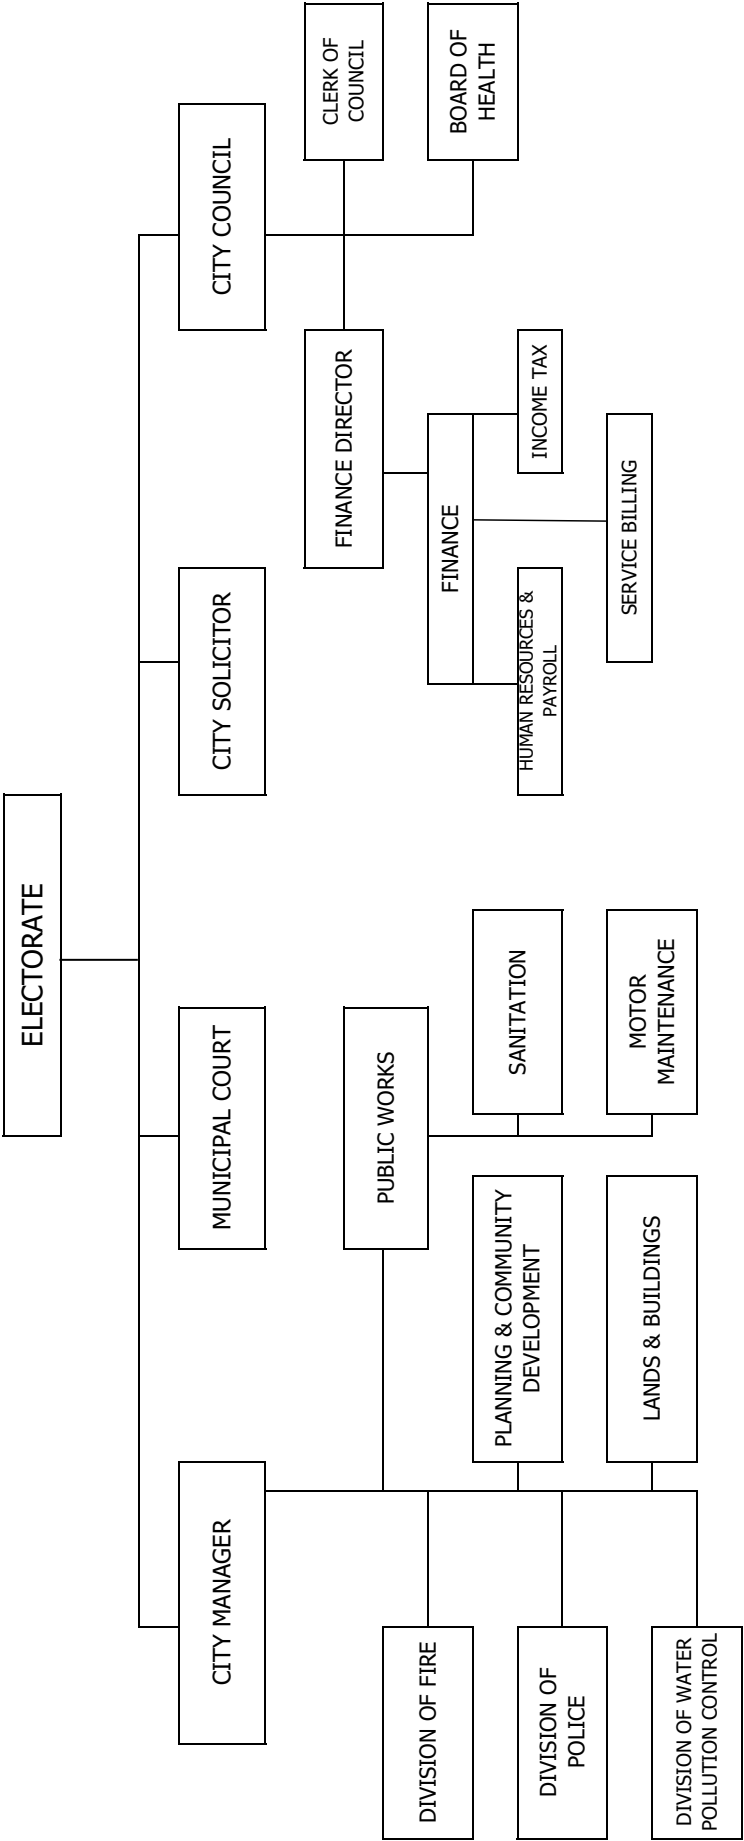 ELECTORATE
CITY MANAGER
MUNICIPAL COURT
CITY SOLICITOR
CITY COUNCIL
CLERK OF
COUNCIL
FINANCE DIRECTOR
PUBLIC WORKS
DIVISION OF FIRE
BOARD OF
HEALTH
FINANCE
PLANNING & COMMUNITY
DEVELOPMENT
SANITATION
HUMAN RESOURCES &
PAYROLL
INCOME TAX
DIVISION OF
POLICE
LANDS & BUILDINGS
MOTOR
MAINTENANCE
SERVICE BILLING
DIVISION OF WATER
POLLUTION CONTROL